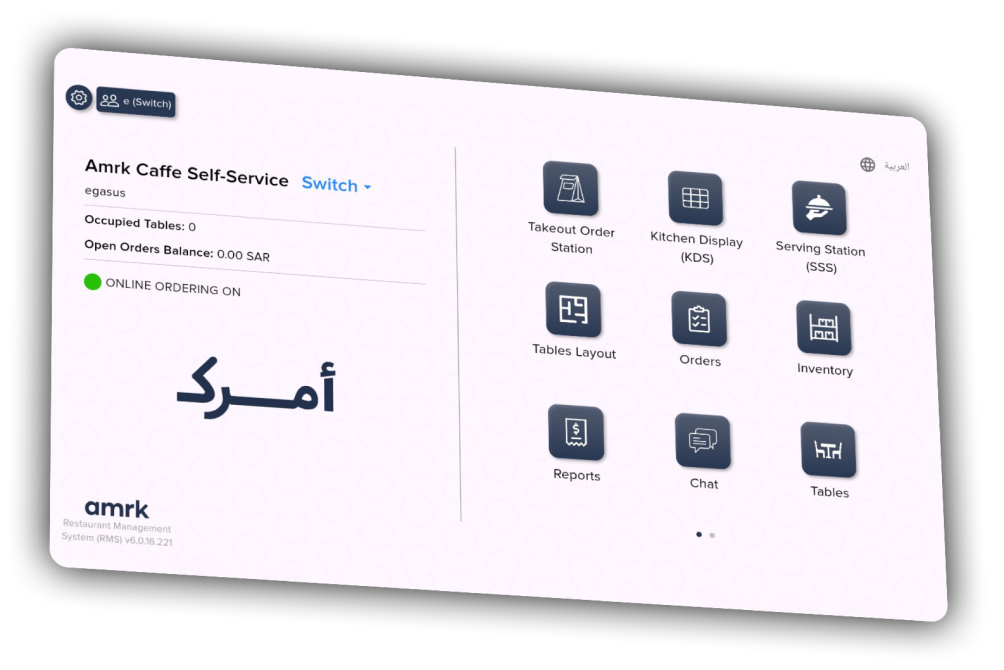 e (Switch)
العربية
Amrk Caffe Self-Service Switch
egasus
Occupied Tables: 0
Open Orders Balance: 0.00 SAR
ONLINE ORDERING ON
أمـــرك
amrk
Restaurant Management
System (RMS) v6.0.16.221
Takeout Order
Station
Kitchen Display
(KDS)
Serving Station
(SSS)
Tables Layout
Orders
Inventory
Reports
Chat
Tables